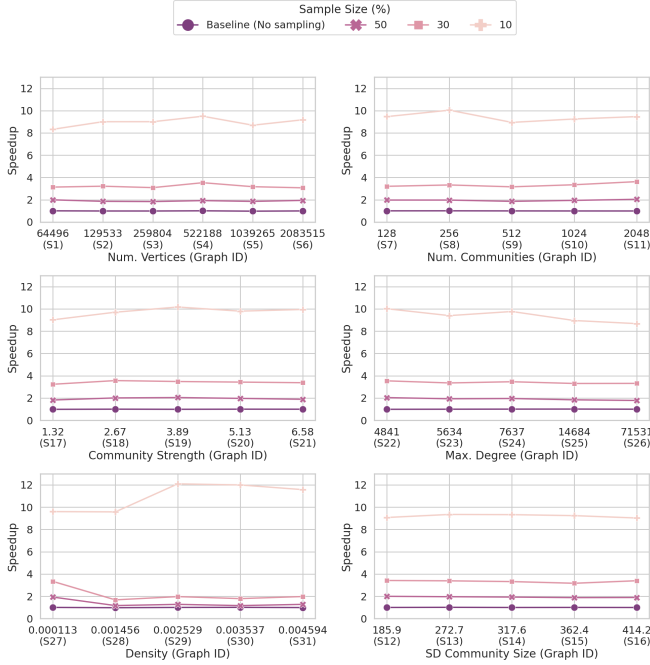 Sample Size (%)
Baseline (No sampling) 50 30 10
Speedup
12
10
8
6
4
2
0
64496 129533 259804 522188 1039265 2083515
(S1) (S2) (S3) (S4) (S5) (S6)
Num. Vertices (Graph ID)
Speedup
12
10
8
6
4
2
0
128 256 512 1024 2048
(S7) (S8) (S9) (S10) (S11)
Num. Communities (Graph ID)
Speedup
12
10
8
6
4
2
0
1.32 2.67 3.89 5.13 6.58
(S17) (S18) (S19) (S20) (S21)
Community Strength (Graph ID)
Speedup
12
10
8
6
4
2
0
4841 5634 7637 14684 71531
(S22) (S23) (S24) (S25) (S26)
Max. Degree (Graph ID)
Speedup
12
10
8
6
4
2
0
0.000113 0.001456 0.002529 0.003537 0.004594
(S27) (S28) (S29) (S30) (S31)
Density (Graph ID)
Speedup
12
10
8
6
4
2
0
185.9 272.7 317.6 362.4 414.2
(S12) (S13) (S14) (S15) (S16)
SD Community Size (Graph ID)